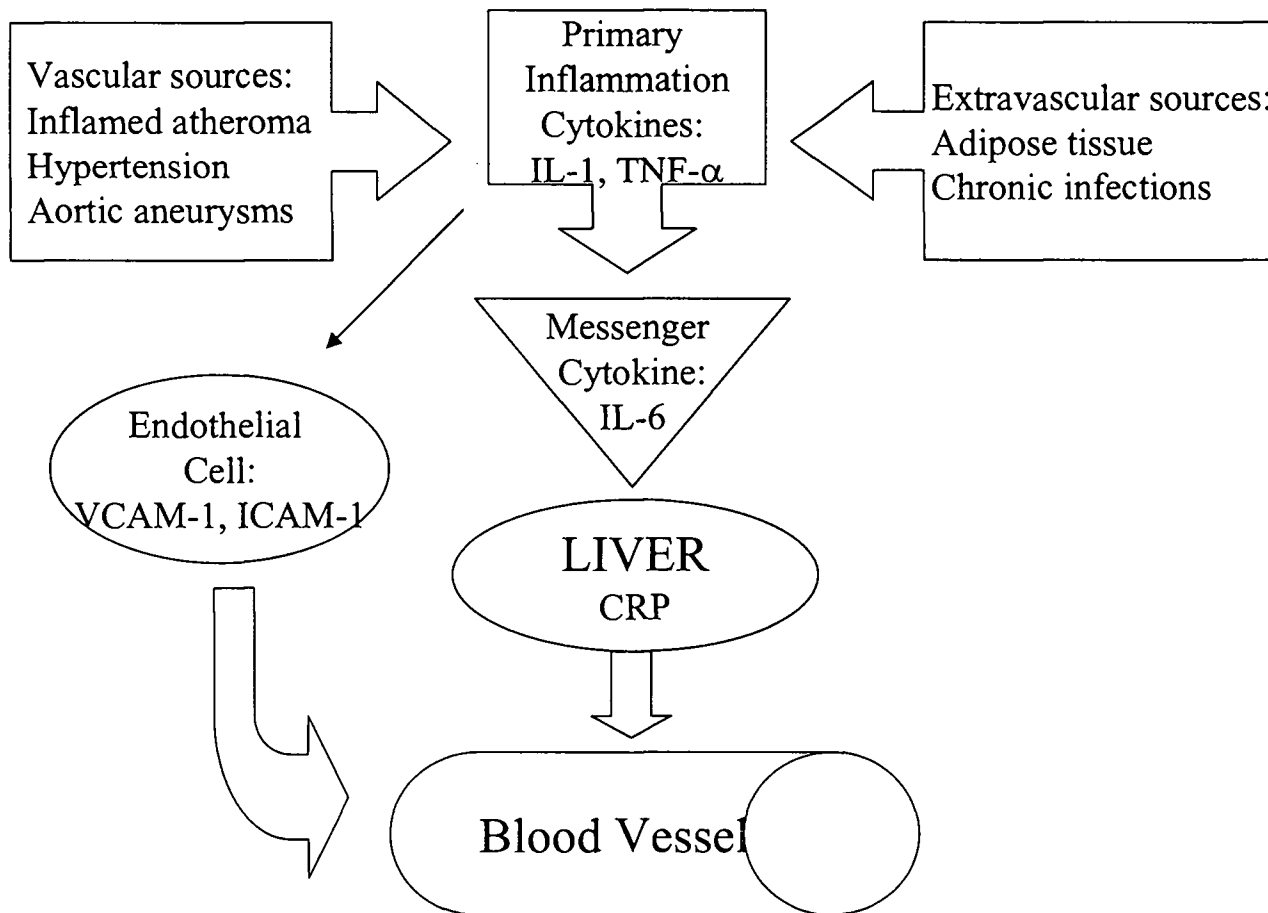 Vascular sources:
Inflamed atheroma
Hypertension
Aortic aneurysms
Primary
Inflammation
Cytokines:
IL-1, TNF-α
Extravascular sources:
Adipose tissue
Chronic infections
Messenger
Cytokine:
IL-6
Endothelial
Cell:
VCAM-1, ICAM-1
LIVER
CRP
Blood Vessel